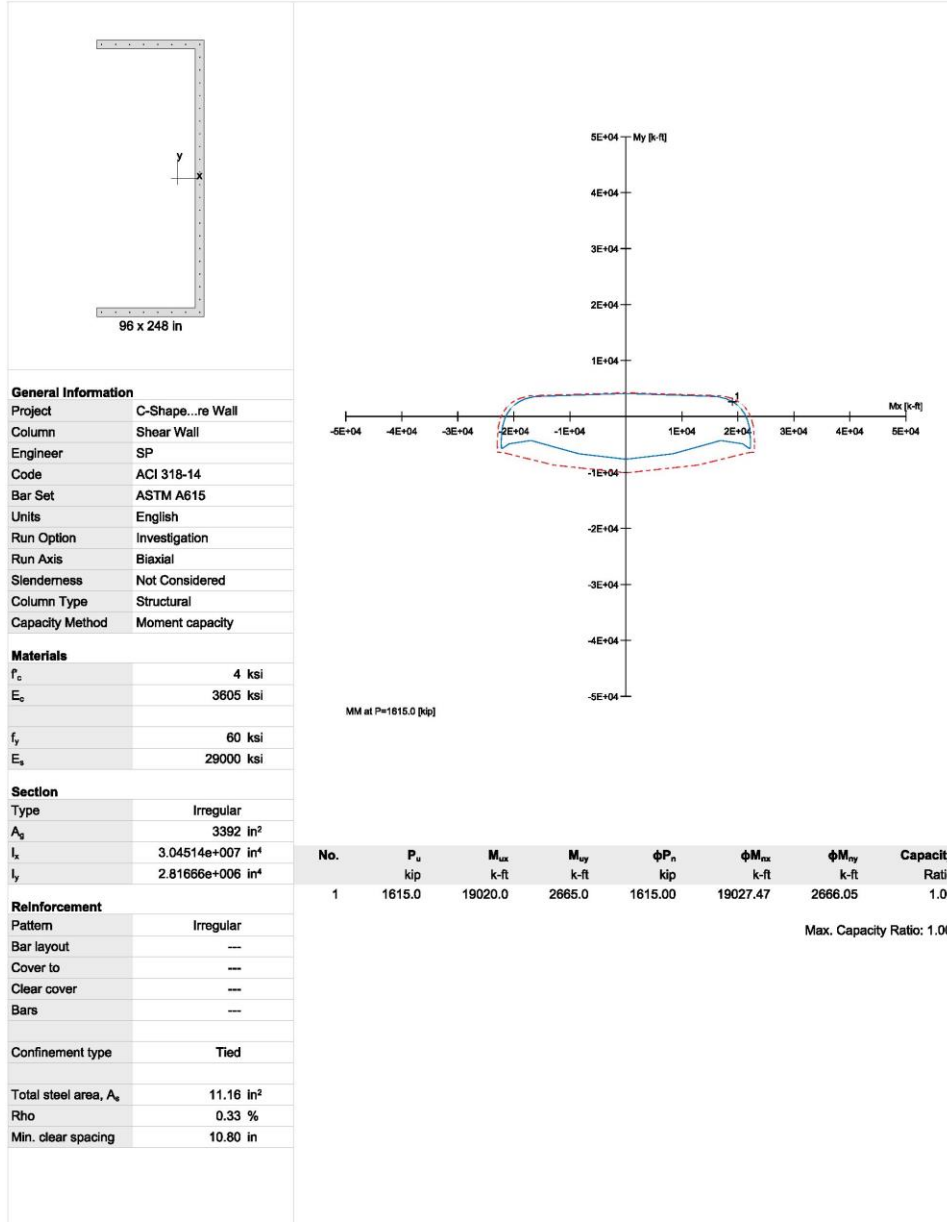 y
x
96 x 248 in
General Information
Project C-Shape...re Wall
Column Shear Wall
Engineer SP
Code ACI 318-14
Bar Set ASTM A615
Units English
Run Option Investigation
Run Axis Biaxial
Slenderness Not Considered
Column Type Structural
Capacity Method Moment capacity
Materials
f'c 4 ksi
Ec 3605 ksi
fy 60 ksi
Es 29000 ksi
Section
Type Irregular
Ag 3392 in²
Ix 3.04514e+007 in⁴
Iy 2.81666e+006 in⁴
Reinforcement
Pattern Irregular
Bar layout ---
Cover to ---
Clear cover ---
Bars ---
Confinement type Tied
Total steel area, As 11.16 in²
Rho 0.33 %
Min. clear spacing 10.80 in
5E+04 My [k-ft]
4E+04
3E+04
2E+04
1E+04
1
Mx [k-ft]
-5E+04 -4E+04 -3E+04 -2E+04 -1E+04 1E+04 2E+04 3E+04 4E+04 5E+04
-1E+04
-2E+04
-3E+04
-4E+04
-5E+04
MM at P=1615.0 [kip]
No. Pu Mux Muy φPn φMnx φMny Capacit
kip k-ft k-ft kip k-ft k-ft Rati
1 1615.0 19020.0 2665.0 1615.00 19027.47 2666.05 1.0
Max. Capacity Ratio: 1.00